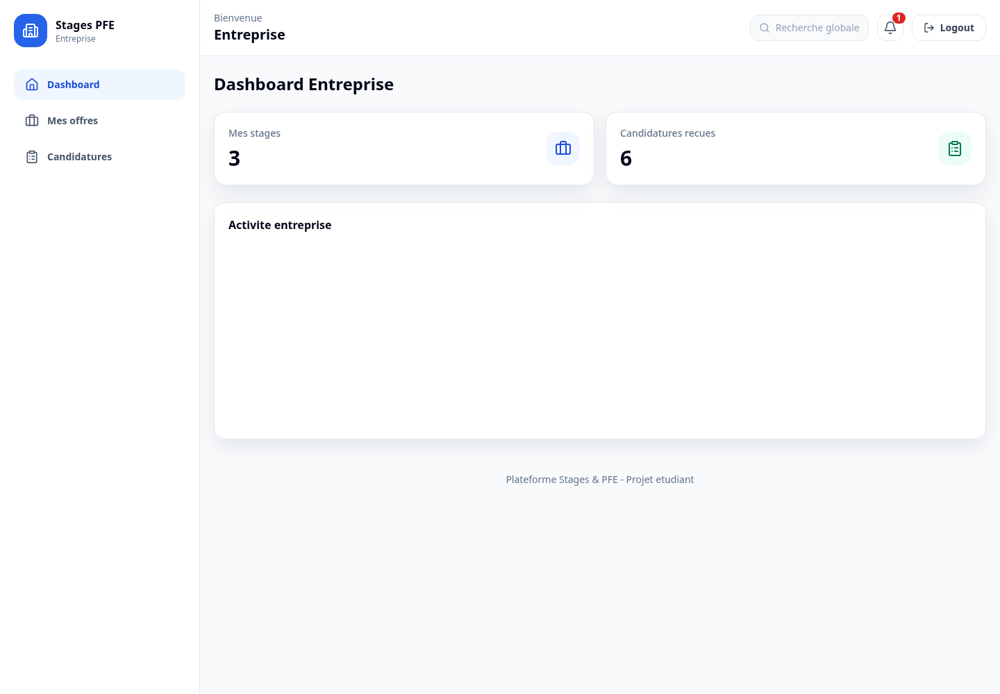 Stages PFE
Entreprise
Dashboard
Mes offres
Candidatures
Bienvenue
Entreprise
Recherche globale
1
Logout
Dashboard Entreprise
Mes stages
3
Candidatures recues
6
Activite entreprise
Plateforme Stages & PFE - Projet etudiant